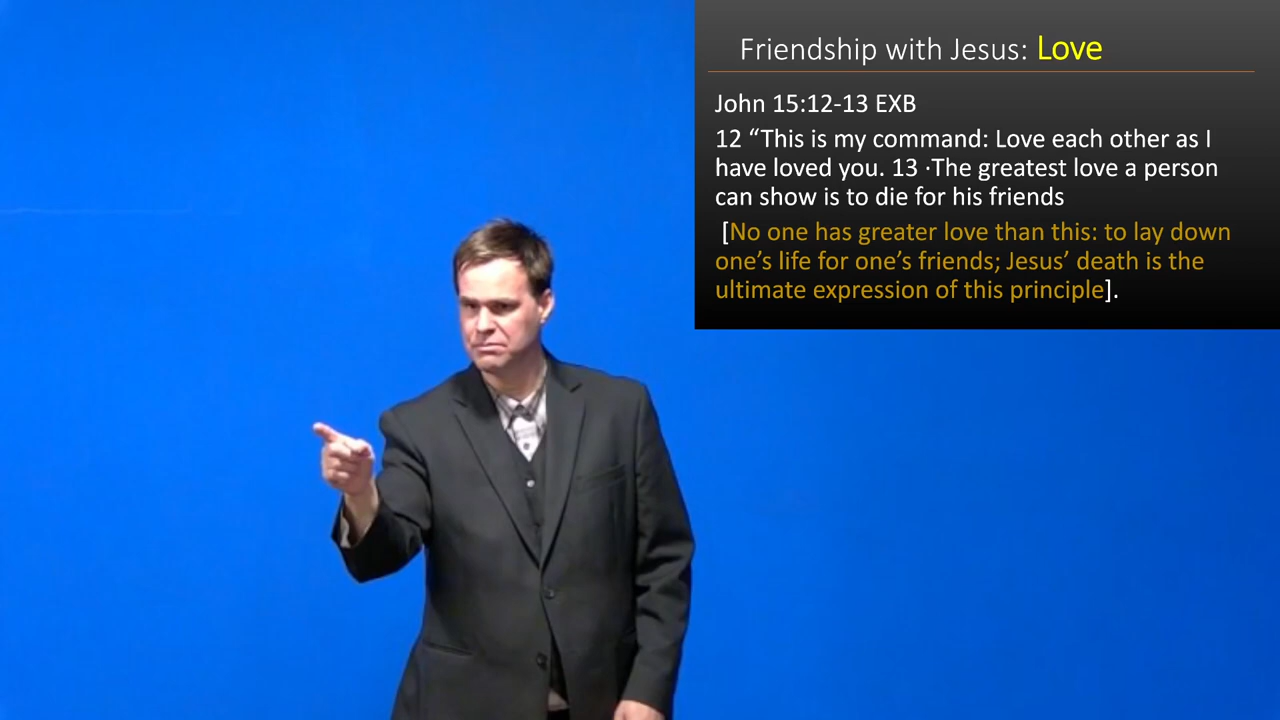 Friendship with Jesus: Love
John 15:12-13 EXB
12 “This is my command: Love each other as I
have loved you. 13 ·The greatest love a person
can show is to die for his friends
[No one has greater love than this: to lay down
one’s life for one’s friends; Jesus’ death is the
ultimate expression of this principle].